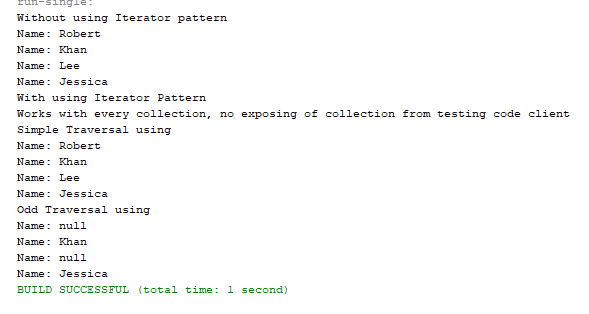 run-single:
Without using Iterator pattern
Name: Robert
Name: Khan
Name: Lee
Name: Jessica
With using Iterator Pattern
Works with every collection, no exposing of collection from testing code client
Simple Traversal using
Name: Robert
Name: Khan
Name: Lee
Name: Jessica
Odd Traversal using
Name: null
Name: Khan
Name: null
Name: Jessica
BUILD SUCCESSFUL (total time: 1 second)